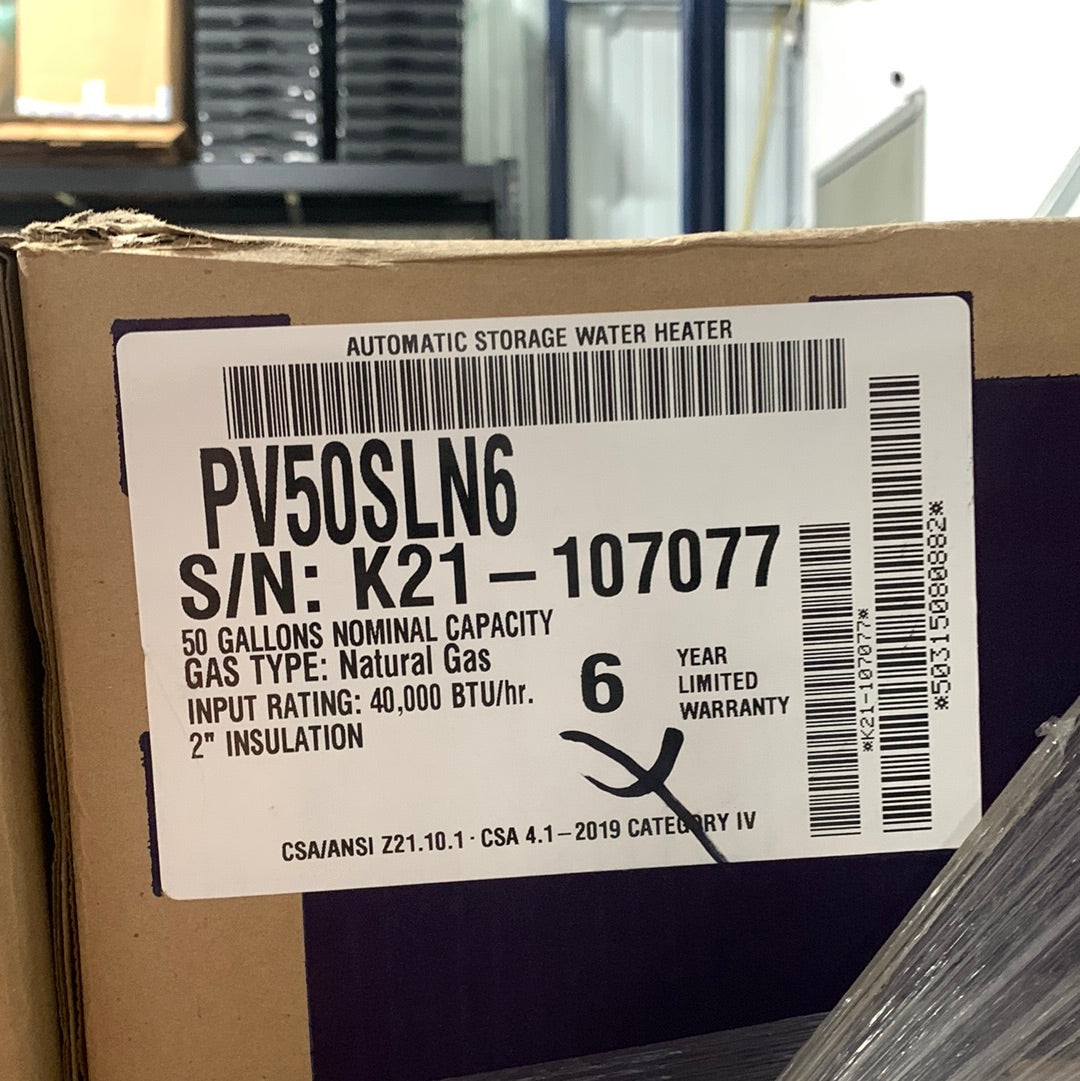 AUTOMATIC STORAGE WATER HEATER
PV50SLN6
S/N: K21–107077
50 GALLONS NOMINAL CAPACITY
GAS TYPE: Natural Gas
INPUT RATING: 40,000 BTU/hr.
2" INSULATION
6 YEAR
LIMITED
WARRANTY
CSA/ANSI Z21.10.1 · CSA 4.1–2019 CATEGORY IV
*K21-107077*
*5031508088​2*